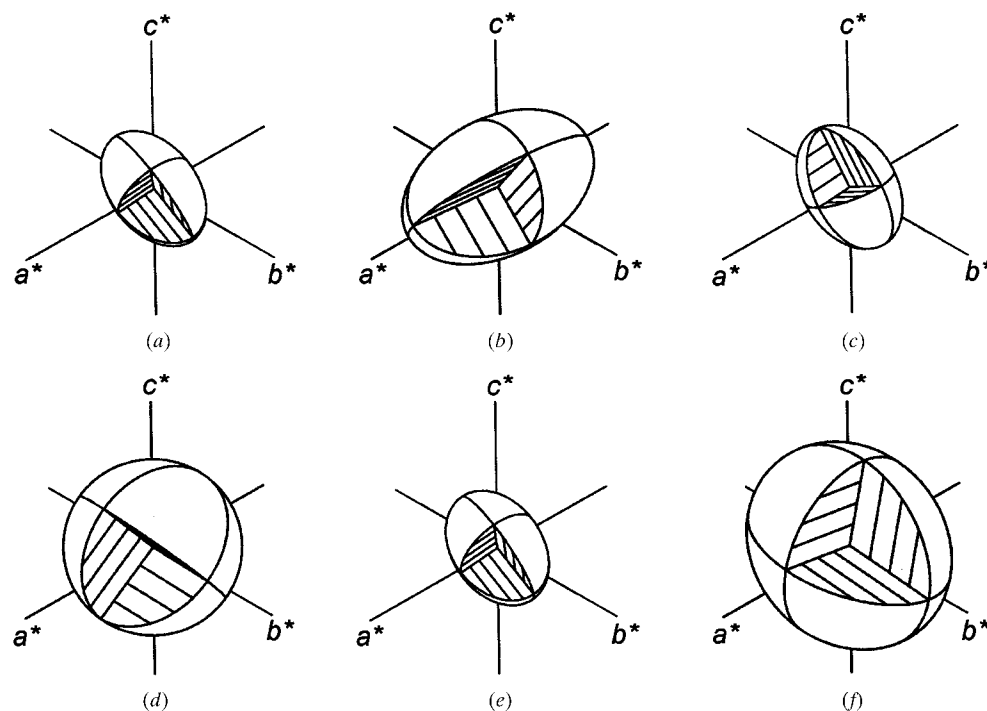 c* c* c*
a* b* a* b* a* b*
(a) (b) (c)
c* c* c*
a* b* a* b* a* b*
(d) (e) (f)